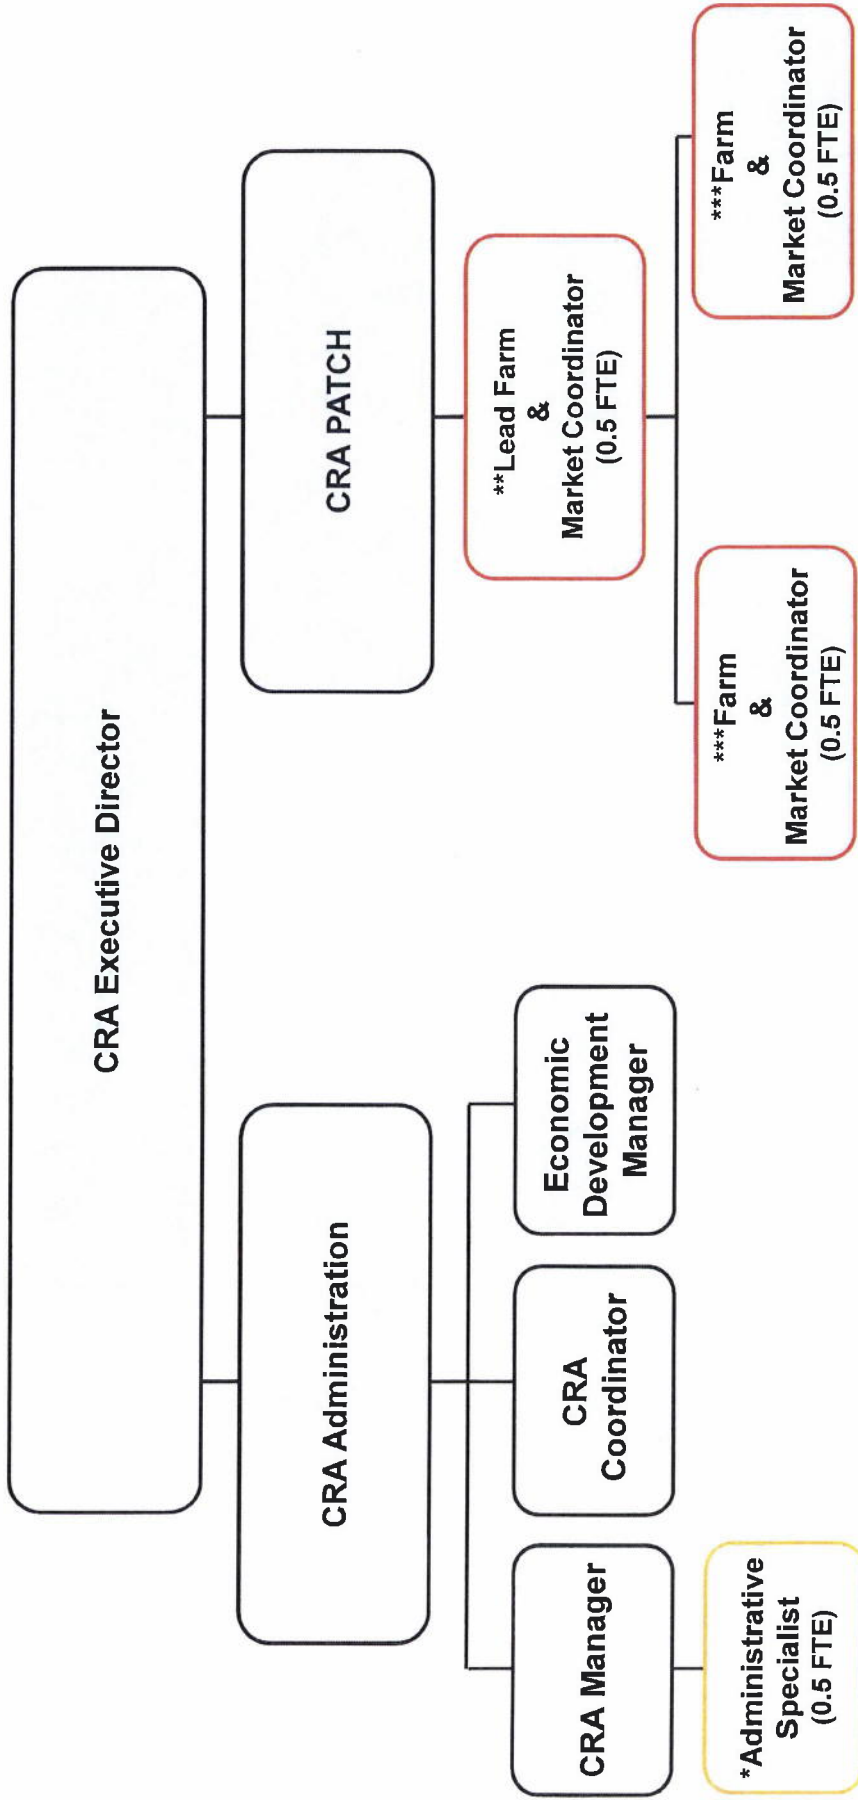 CRA Executive Director
CRA Administration
CRA PATCH
CRA Manager
CRA
Coordinator
Economic
Development
Manager
**Lead Farm
&
Market Coordinator
(0.5 FTE)
*Administrative
Specialist
(0.5 FTE)
***Farm
&
Market Coordinator
(0.5 FTE)
***Farm
&
Market Coordinator
(0.5 FTE)